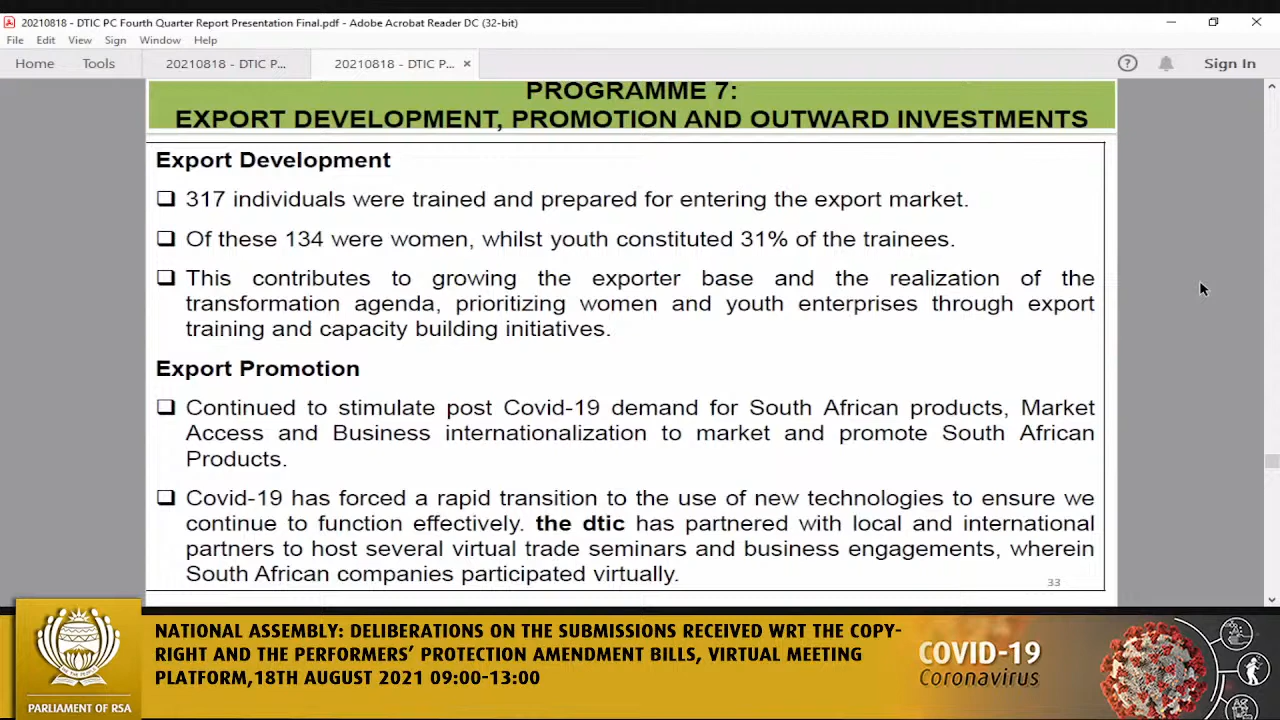 20210818 - DTIC PC Fourth Quarter Report Presentation Final.pdf - Adobe Acrobat Reader DC (32-bit)
File Edit View Sign Window Help
Home Tools 20210818 - DTIC P... 20210818 - DTIC P... × ? Sign In
PROGRAMME 7:
EXPORT DEVELOPMENT, PROMOTION AND OUTWARD INVESTMENTS
Export Development
317 individuals were trained and prepared for entering the export market.
Of these 134 were women, whilst youth constituted 31% of the trainees.
This contributes to growing the exporter base and the realization of the
transformation agenda, prioritizing women and youth enterprises through export
training and capacity building initiatives.
Export Promotion
Continued to stimulate post Covid-19 demand for South African products, Market
Access and Business internationalization to market and promote South African
Products.
Covid-19 has forced a rapid transition to the use of new technologies to ensure we
continue to function effectively. the dtic has partnered with local and international
partners to host several virtual trade seminars and business engagements, wherein
South African companies participated virtually.
33
NATIONAL ASSEMBLY: DELIBERATIONS ON THE SUBMISSIONS RECEIVED WRT THE COPY-
RIGHT AND THE PERFORMERS' PROTECTION AMENDMENT BILLS, VIRTUAL MEETING
PLATFORM,18TH AUGUST 2021 09:00-13:00
PARLIAMENT OF RSA
COVID-19
Coronavirus